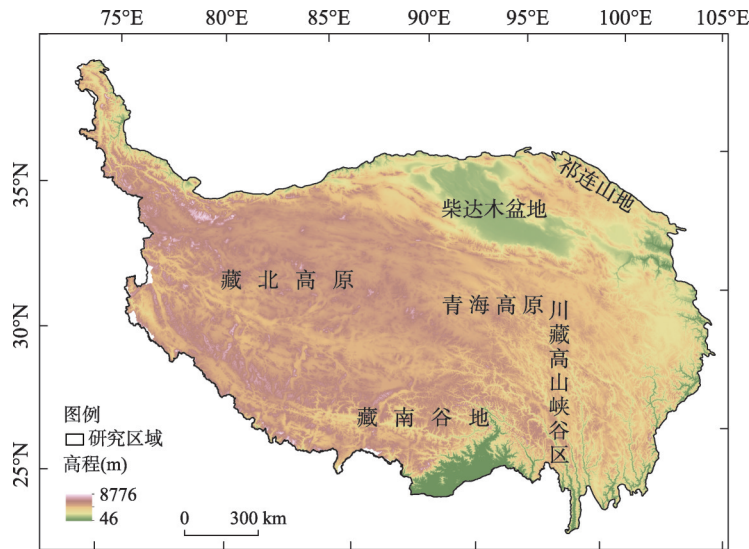 75°E 80°E 85°E 90°E 95°E 100°E 105°E
35°N
祁连山地
柴达木盆地
藏北高原
青海高原
川藏高山峡谷区
30°N
藏南谷地
25°N
图例
研究区域
高程(m)
8776
46
0 300 km